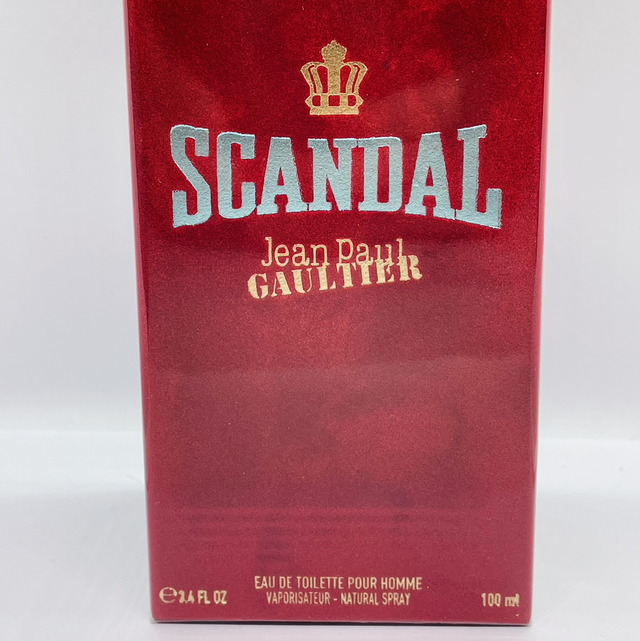 SCANDAL
Jean Paul
GAULTIER
EAU DE TOILETTE POUR HOMME
℮3.4 FL OZ VAPORISATEUR - NATURAL SPRAY 100 ml